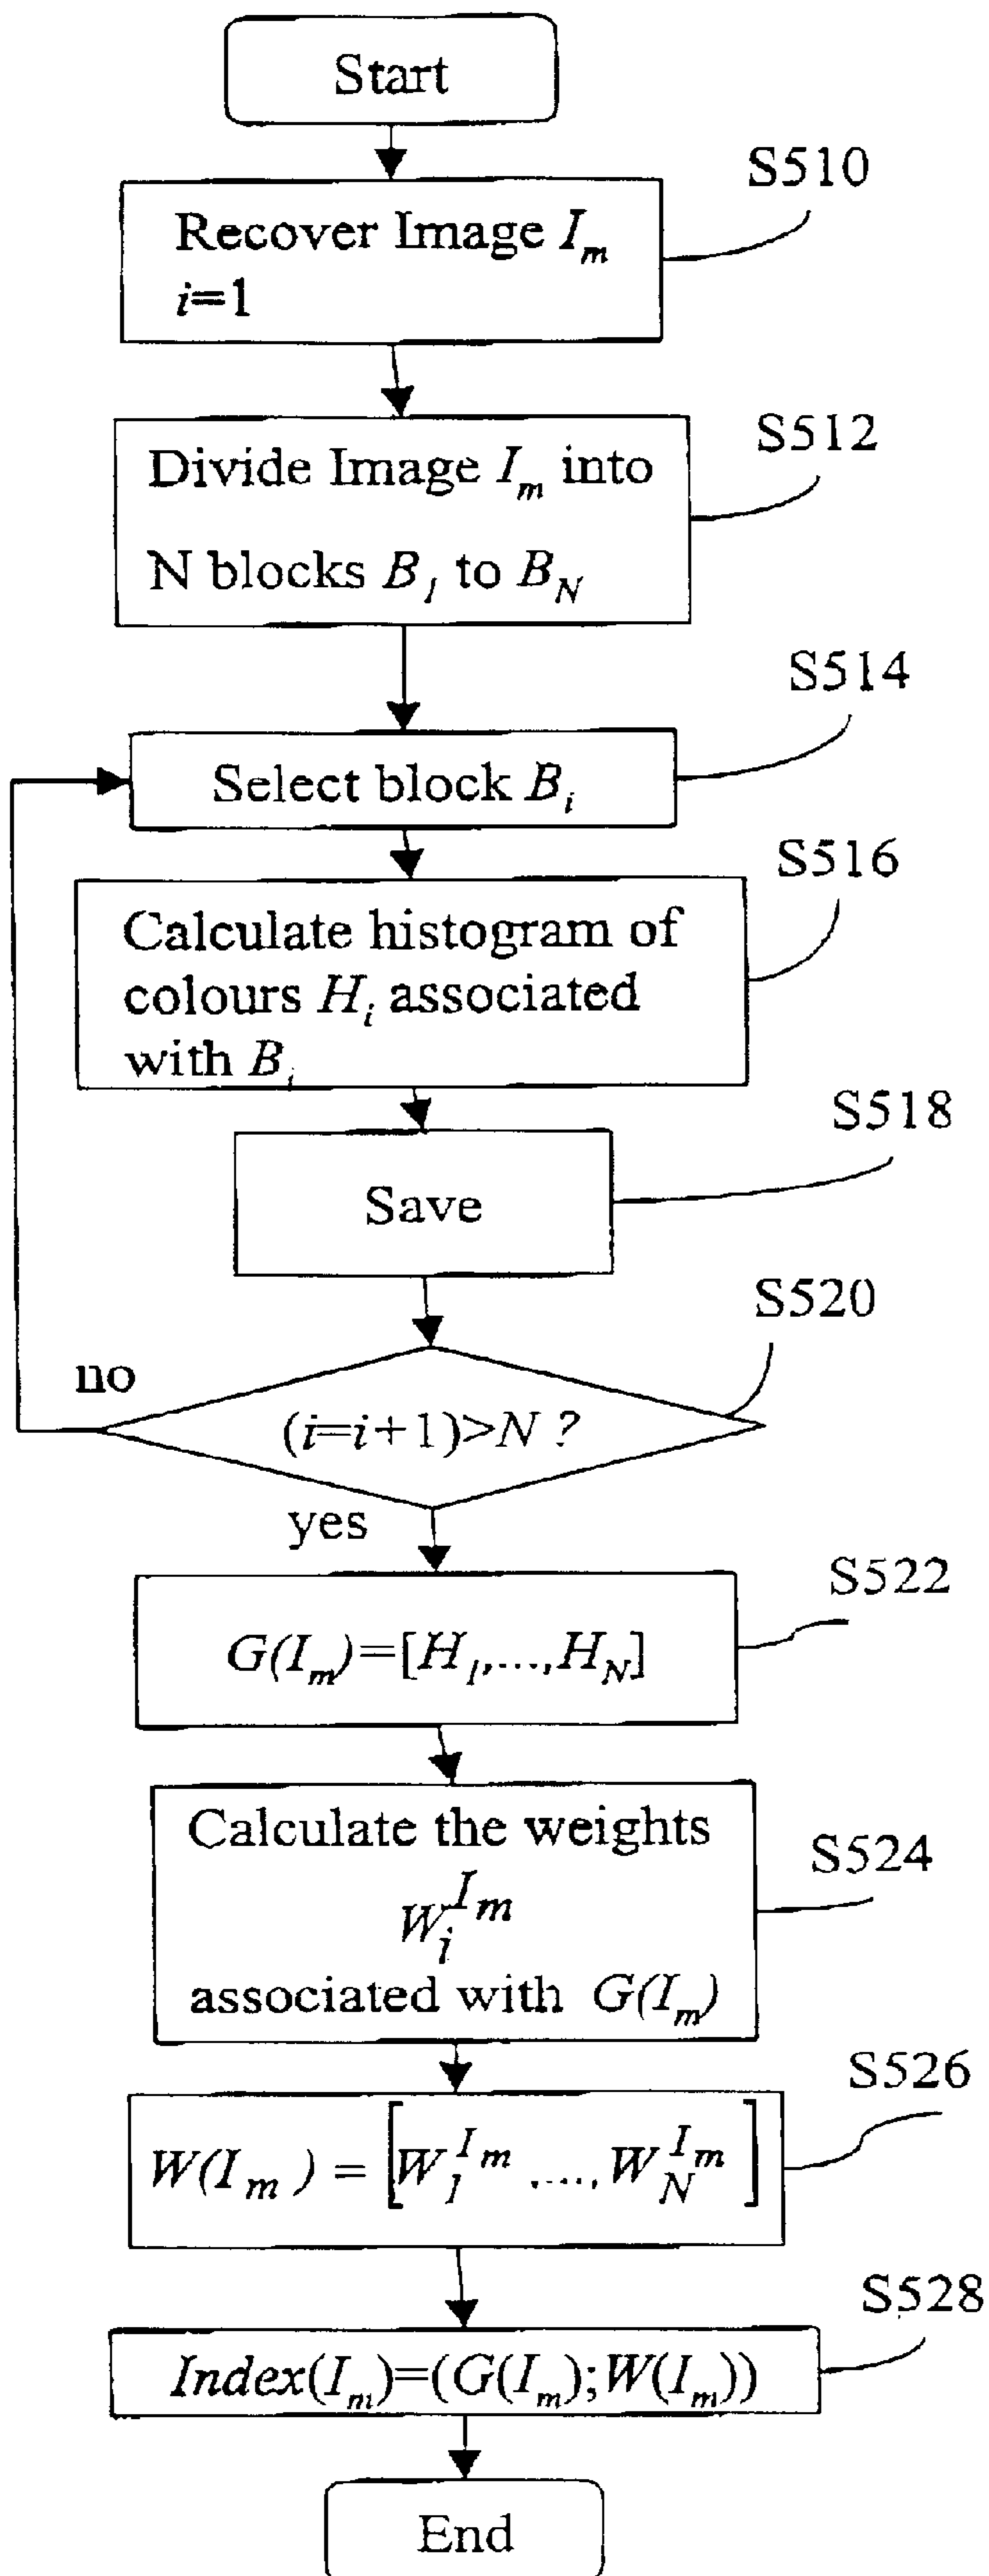 Start
S510
Recover Image I_m
i=1
S512
Divide Image I_m into
N blocks B_1 to B_N
S514
Select block B_i
S516
Calculate histogram of
colours H_i associated
with B_i
S518
Save
S520
no
(i=i+1)>N ?
yes
S522
G(I_m)=[H_1,...,H_N]
S524
Calculate the weights
W_i^{I_m}
associated with G(I_m)
S526
W(I_m) = [W_1^{I_m} ...., W_N^{I_m}]
S528
Index(I_m)=(G(I_m);W(I_m))
End